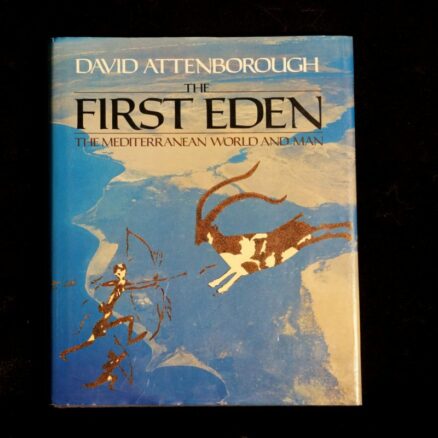 DAVID ATTENBOROUGH
THE
FIRST EDEN
THE MEDITERRANEAN WORLD AND MAN